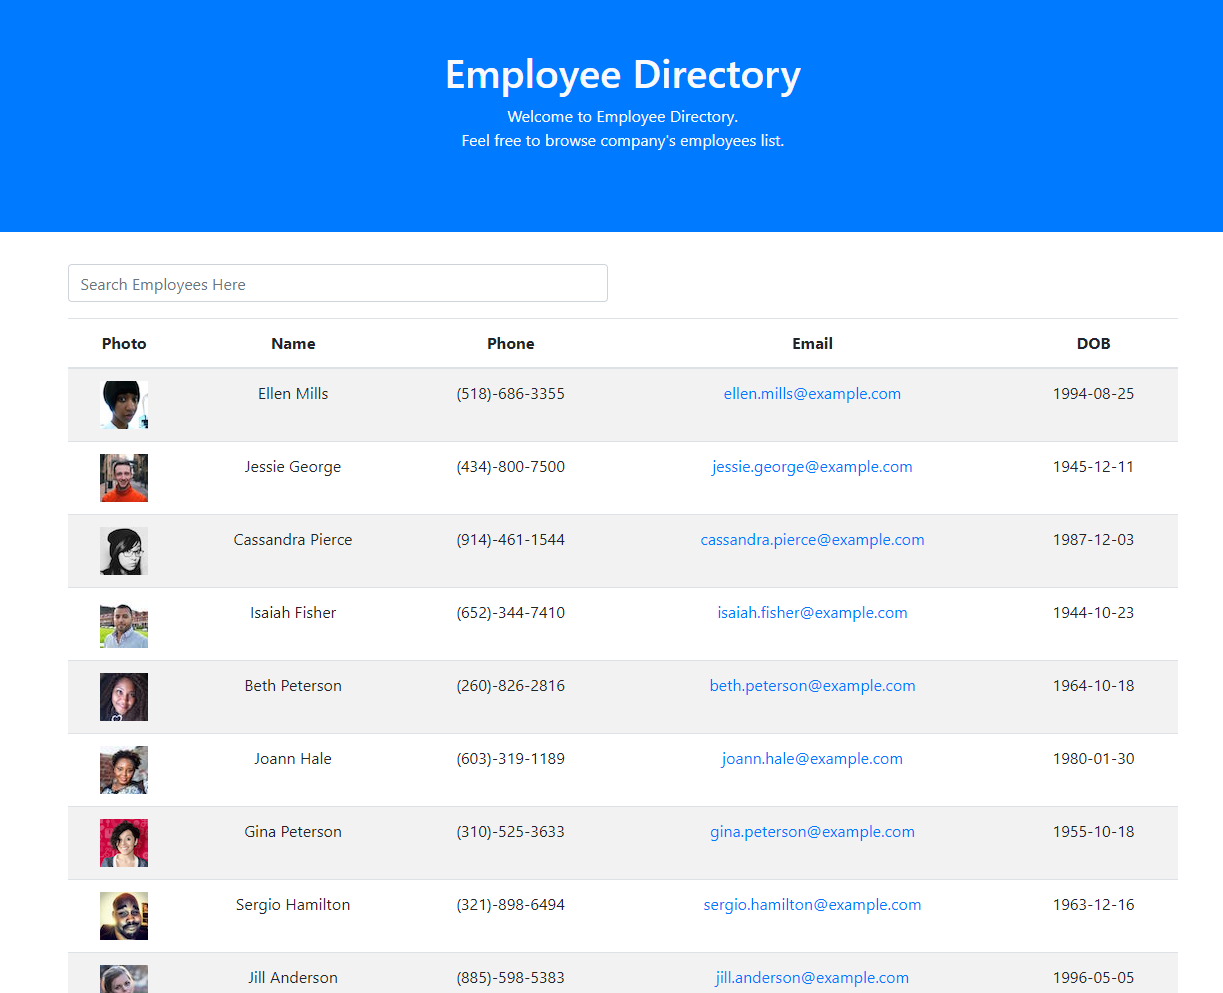 Employee Directory
Welcome to Employee Directory.
Feel free to browse company's employees list.
Search Employees Here
Photo Name Phone Email DOB
Ellen Mills (518)-686-3355 ellen.mills@example.com 1994-08-25
Jessie George (434)-800-7500 jessie.george@example.com 1945-12-11
Cassandra Pierce (914)-461-1544 cassandra.pierce@example.com 1987-12-03
Isaiah Fisher (652)-344-7410 isaiah.fisher@example.com 1944-10-23
Beth Peterson (260)-826-2816 beth.peterson@example.com 1964-10-18
Joann Hale (603)-319-1189 joann.hale@example.com 1980-01-30
Gina Peterson (310)-525-3633 gina.peterson@example.com 1955-10-18
Sergio Hamilton (321)-898-6494 sergio.hamilton@example.com 1963-12-16
Jill Anderson (885)-598-5383 jill.anderson@example.com 1996-05-05